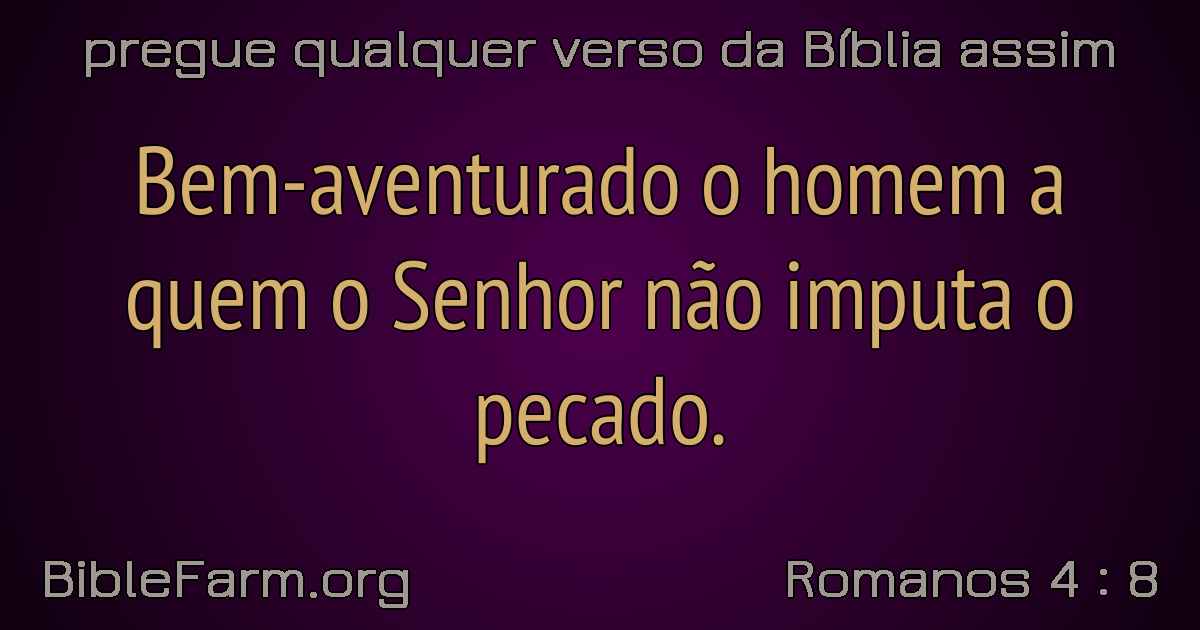 pregue qualquer verso da Bíblia assim
Bem-aventurado o homem a
quem o Senhor não imputa o
pecado.
BibleFarm.org
Romanos 4 : 8